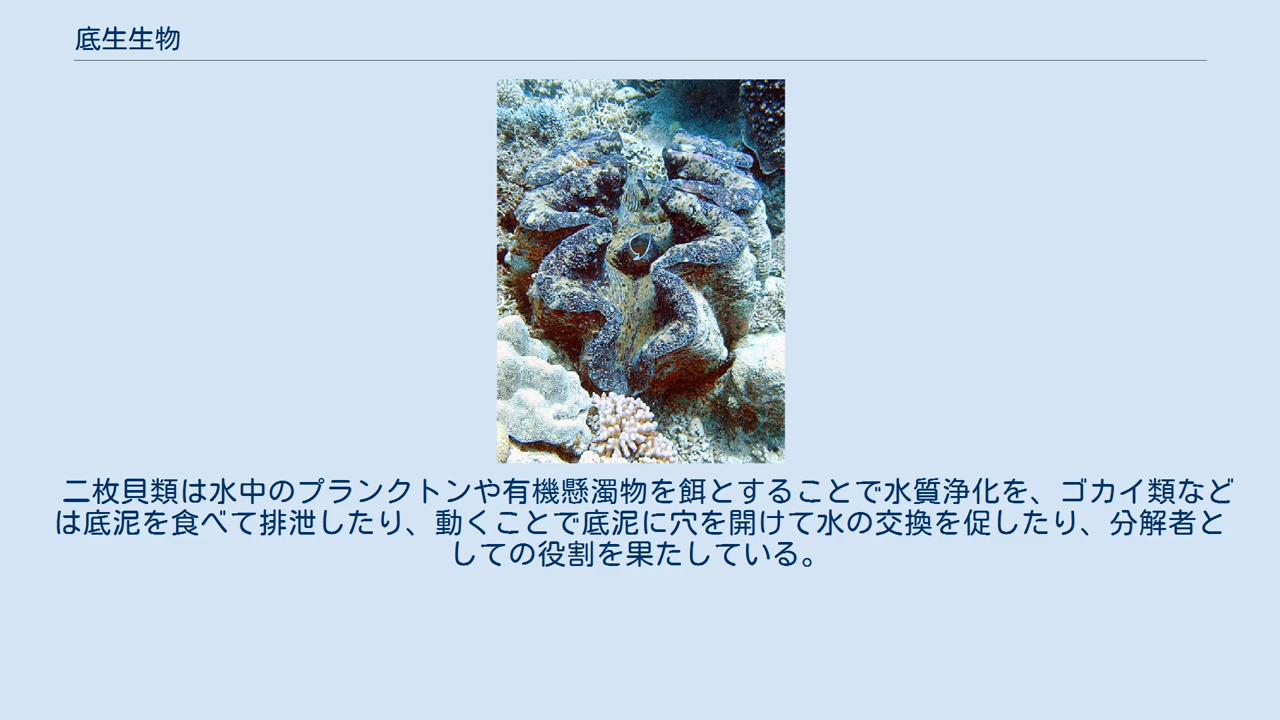 底生生物
二枚貝類は水中のプランクトンや有機懸濁物を餌とすることで水質浄化を、ゴカイ類など
は底泥を食べて排泄したり、動くことで底泥に穴を開けて水の交換を促したり、分解者と
しての役割を果たしている。